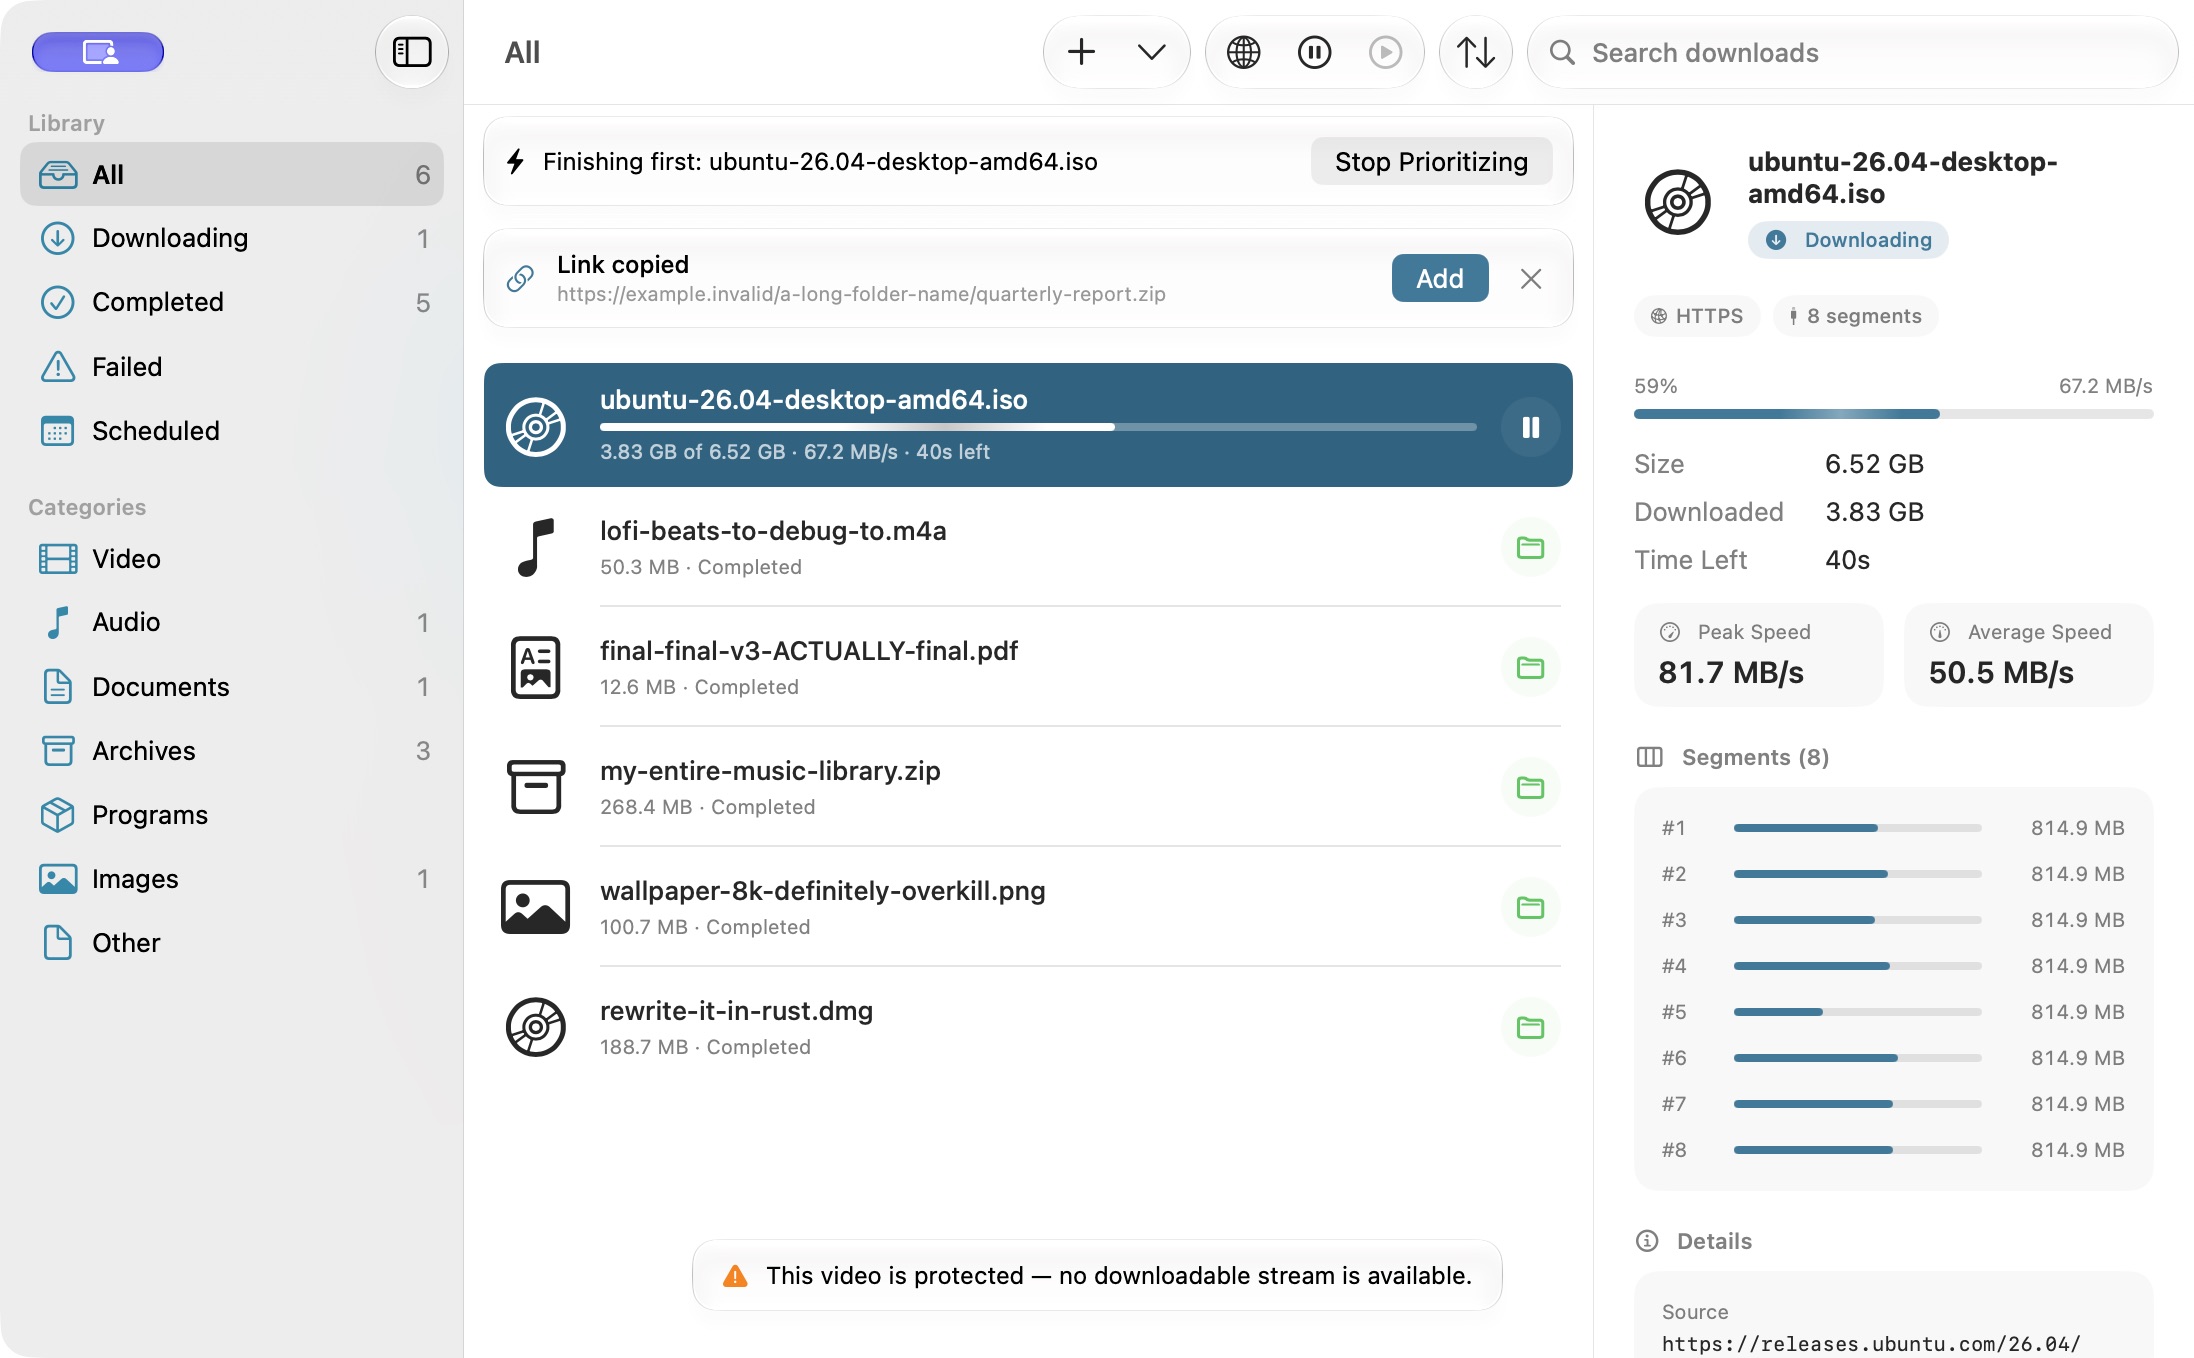 All
Search downloads
Library
All 6
Downloading 1
Completed 5
Failed
Scheduled
Categories
Video
Audio 1
Documents 1
Archives 3
Programs
Images 1
Other
Finishing first: ubuntu-26.04-desktop-amd64.iso
Stop Prioritizing
Link copied
https://example.invalid/a-long-folder-name/quarterly-report.zip
Add
ubuntu-26.04-desktop-amd64.iso
3.83 GB of 6.52 GB · 67.2 MB/s · 40s left
lofi-beats-to-debug-to.m4a
50.3 MB · Completed
final-final-v3-ACTUALLY-final.pdf
12.6 MB · Completed
my-entire-music-library.zip
268.4 MB · Completed
wallpaper-8k-definitely-overkill.png
100.7 MB · Completed
rewrite-it-in-rust.dmg
188.7 MB · Completed
This video is protected — no downloadable stream is available.
ubuntu-26.04-desktop-
amd64.iso
Downloading
HTTPS
8 segments
59% 67.2 MB/s
Size 6.52 GB
Downloaded 3.83 GB
Time Left 40s
Peak Speed
81.7 MB/s
Average Speed
50.5 MB/s
Segments (8)
#1 814.9 MB
#2 814.9 MB
#3 814.9 MB
#4 814.9 MB
#5 814.9 MB
#6 814.9 MB
#7 814.9 MB
#8 814.9 MB
Details
Source
https://releases.ubuntu.com/26.04/